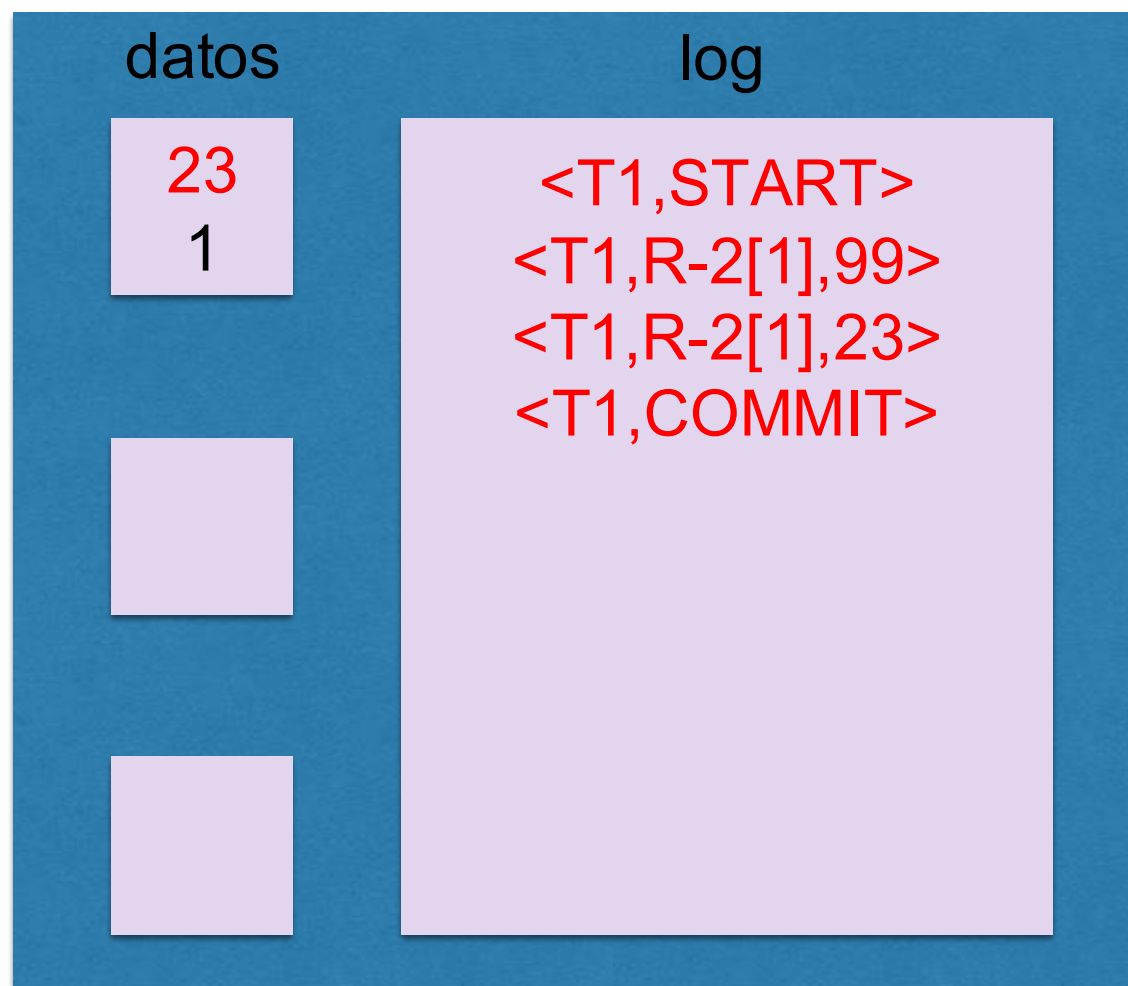 datos
log
23
1
<T1,START>
<T1,R-2[1],99>
<T1,R-2[1],23>
<T1,COMMIT>